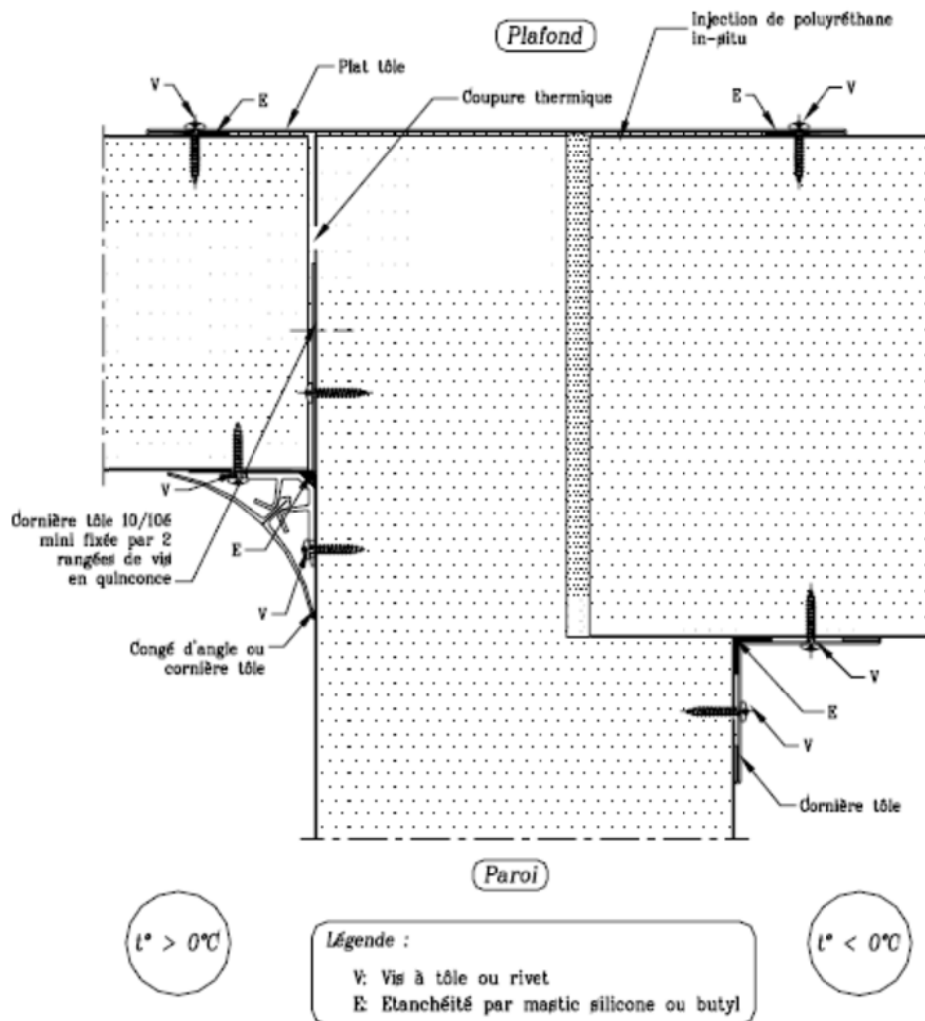 Plafond
Injection de poluyréthane
in-situ
Plat tôle
V
E
Coupure thermique
E
V
V
Cornière tôle 10/10é
mini fixée par 2
rangées de vis
en quinconce
E
V
Congé d'angle ou
cornière tôle
V
E
V
Cornière tôle
Paroi
t° > 0°C
t° < 0°C
Légende :
V: Vis à tôle ou rivet
E: Etanchéité par mastic silicone ou butyl